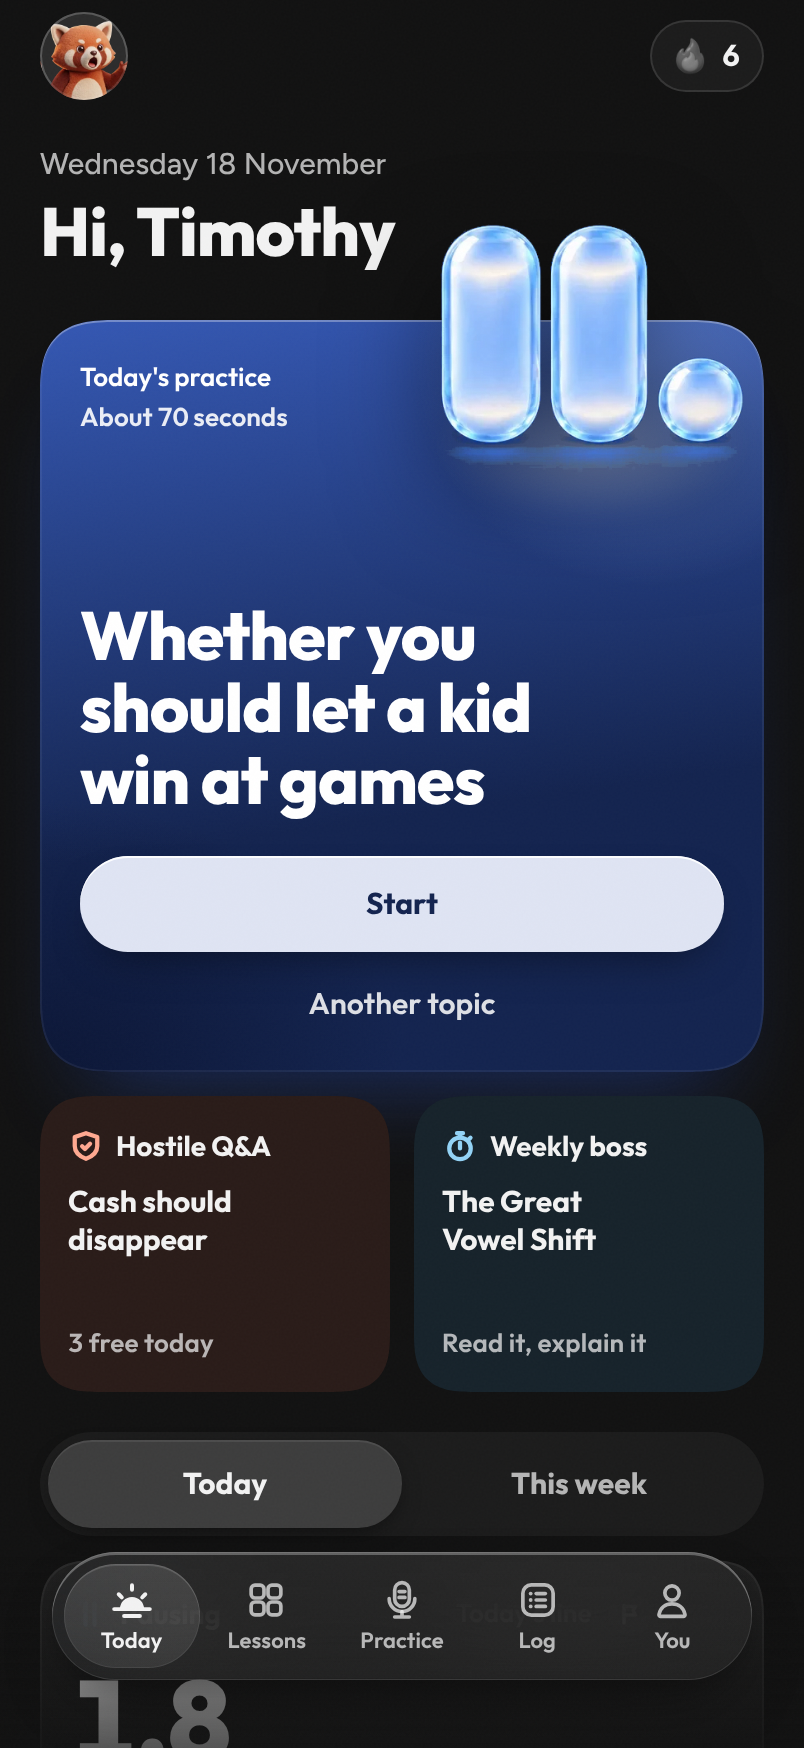 6
Wednesday 18 November
Hi, Timothy
Today's practice
About 70 seconds
Whether you
should let a kid
win at games
Start
Another topic
Hostile Q&A
Cash should
disappear
3 free today
Weekly boss
The Great
Vowel Shift
Read it, explain it
Today
This week
Today
Lessons
Practice
Log
You
1.8